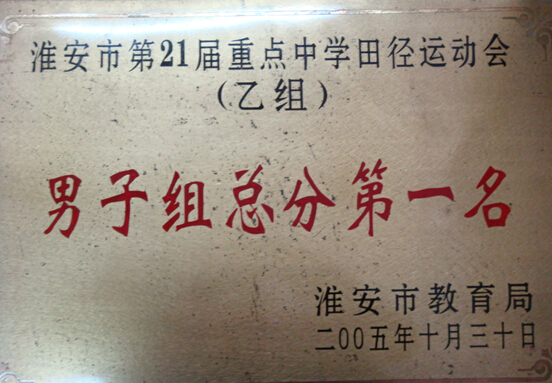 淮安市第21届重点中学田径运动会
（乙组）
男子组总分第一名
淮安市教育局
二00五年十月三十日